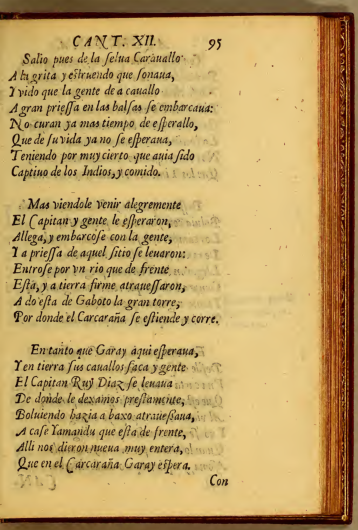 CANT. XII. 95
Salio pues de la selua Carauallo
A la grita y estruendo que sonaua,
Y vido que la gente de a cauallo
A gran priessa en las balsas se embarcaua:
No curan ya mas tiempo de esperallo,
Que de su vida ya no se esperaua,
Teniendo por muy cierto que auia sido
Captiuo de los Indios, y comido.
Mas viendole venir alegremente
El Capitan y gente le esperaron,
Allega, y embarcose con la gente,
Y a priessa de aquel sitio se leuaron:
Entrose por vn rio que de frente
Esta, y a tierra firme atrauessaron,
A do esta de Gaboto la gran torre,
Por donde el Carcaraña se estiende y corre.
En tanto que Garay aqui esperaua,
Y en tierra sus cauallos saca y gente
El Capitan Ruy Diaz se leuaua
De donde le dexamos prestamente,
Boluiendo hazia a baxo atrauessaua,
A case Yamandu que esta de frente,
Alli nos dieron nueua muy entera,
Que en el Carcaraña Garay espera.
Con